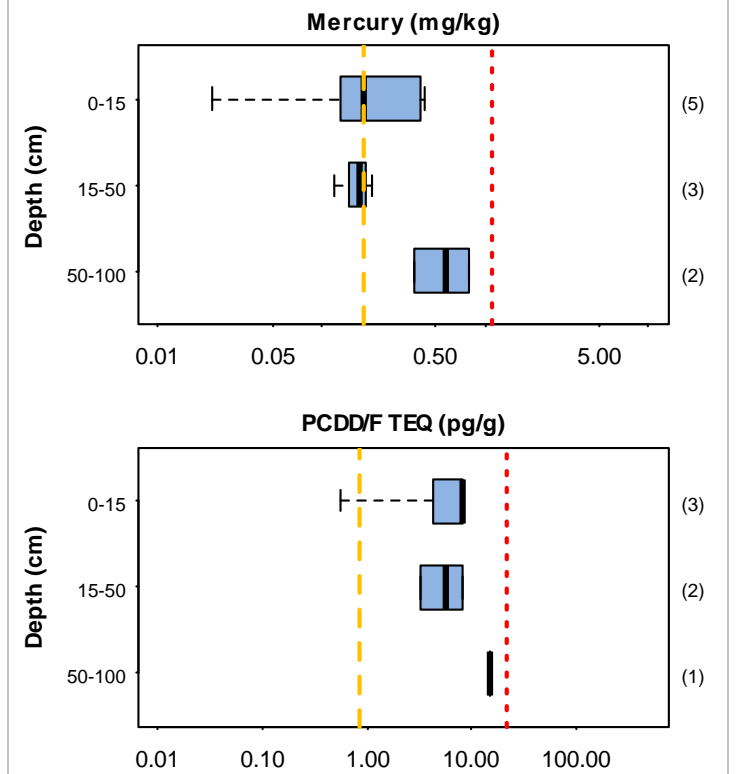 Mercury (mg/kg)
Depth (cm)
0-15 (5)
15-50 (3)
50-100 (2)
0.01 0.05 0.50 5.00
PCDD/F TEQ (pg/g)
Depth (cm)
0-15 (3)
15-50 (2)
50-100 (1)
0.01 0.10 1.00 10.00 100.00